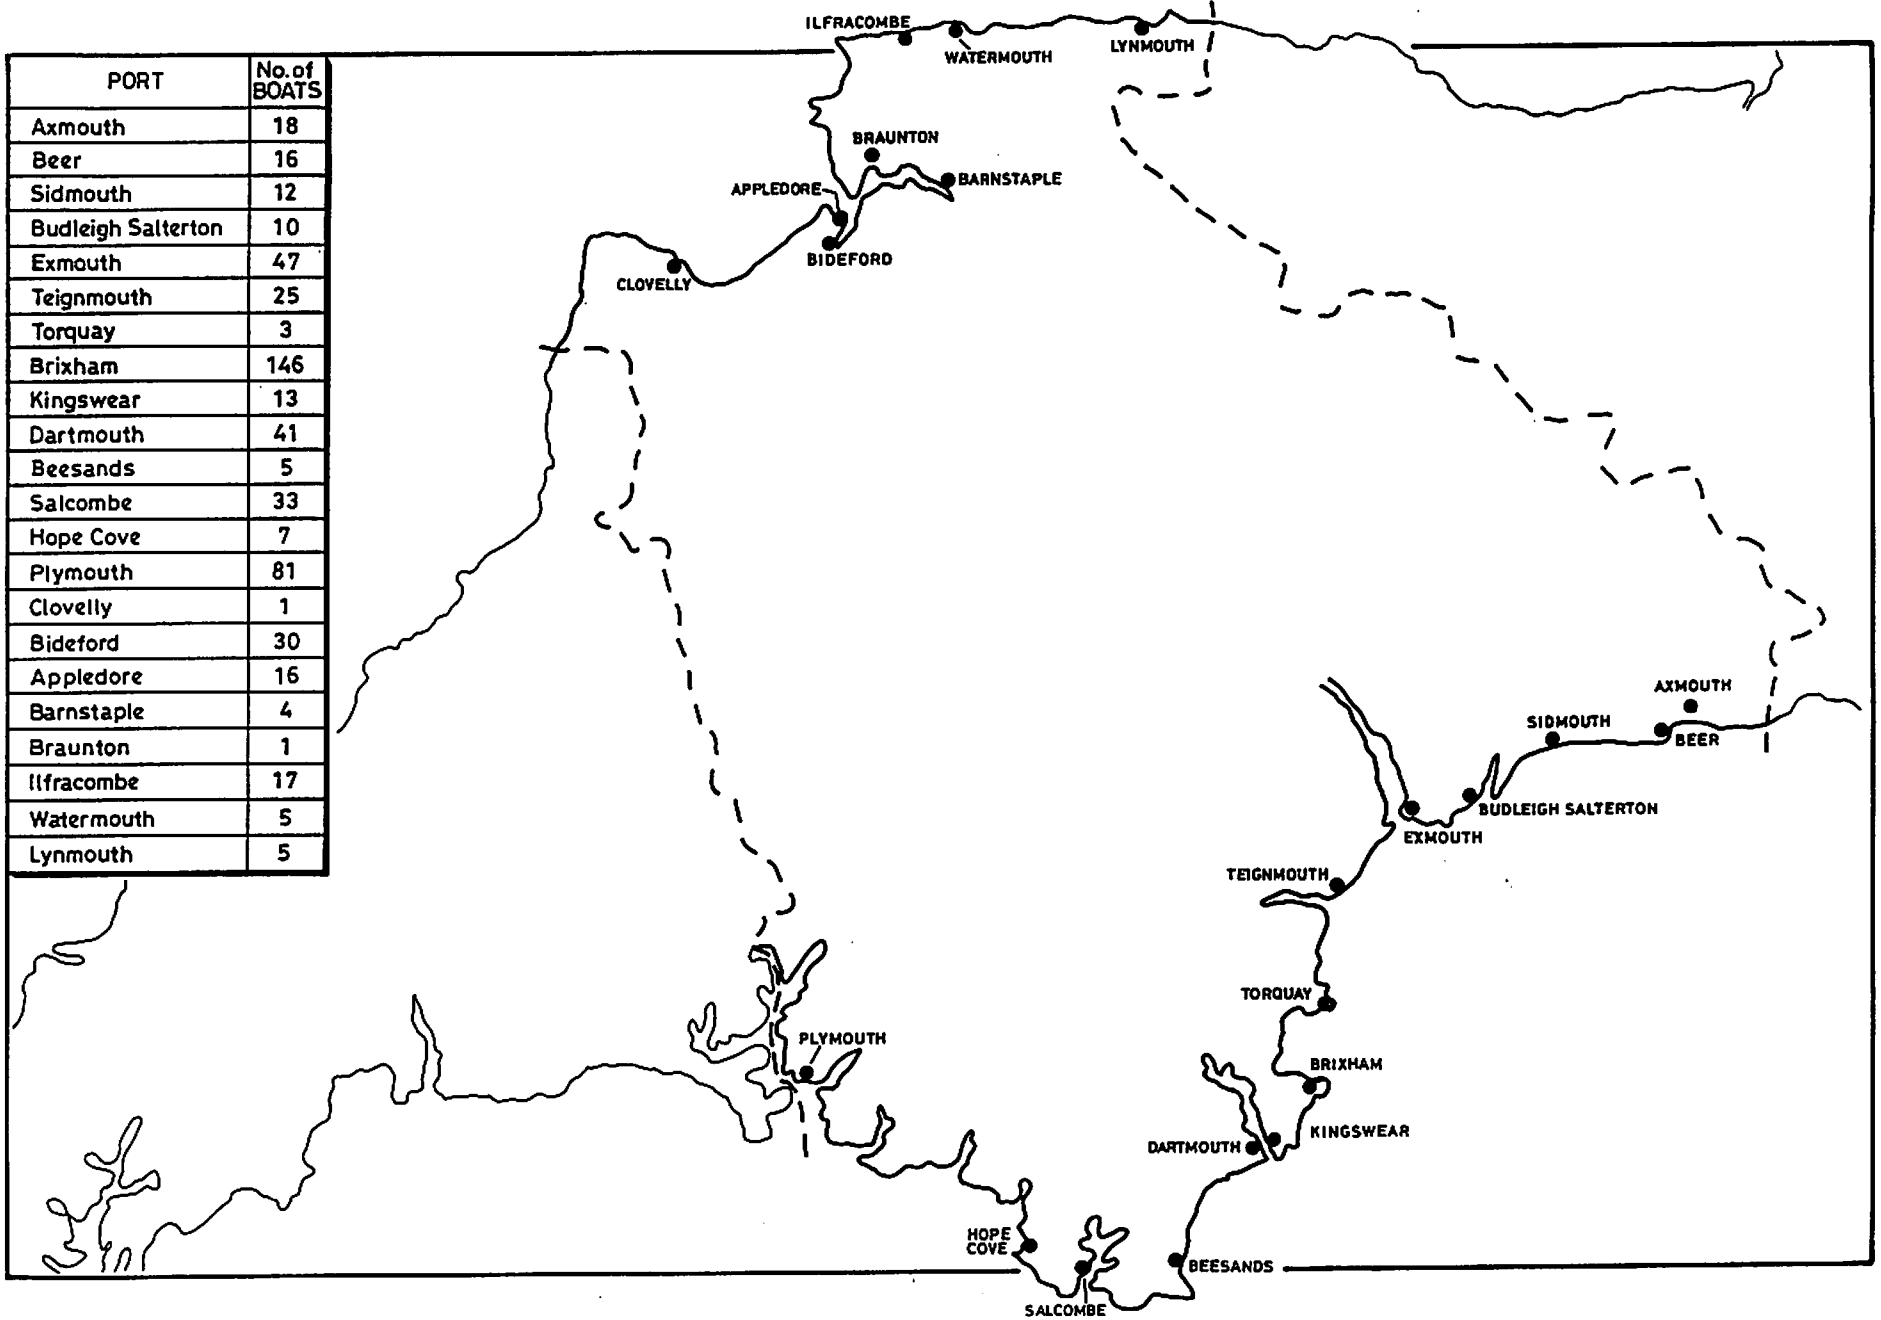 PORT No. of BOATS
Axmouth 18
Beer 16
Sidmouth 12
Budleigh Salterton 10
Exmouth 47
Teignmouth 25
Torquay 3
Brixham 146
Kingswear 13
Dartmouth 41
Beesands 5
Salcombe 33
Hope Cove 7
Plymouth 81
Clovelly 1
Bideford 30
Appledore 16
Barnstaple 4
Braunton 1
Ilfracombe 17
Watermouth 5
Lynmouth 5
ILFRACOMBE
WATERMOUTH
LYNMOUTH
BRAUNTON
BARNSTAPLE
APPLEDORE
BIDEFORD
CLOVELLY
AXMOUTH
SIDMOUTH
BEER
BUDLEIGH SALTERTON
EXMOUTH
TEIGNMOUTH
TORQUAY
PLYMOUTH
BRIXHAM
KINGSWEAR
DARTMOUTH
HOPE
COVE
BEESANDS
SALCOMBE